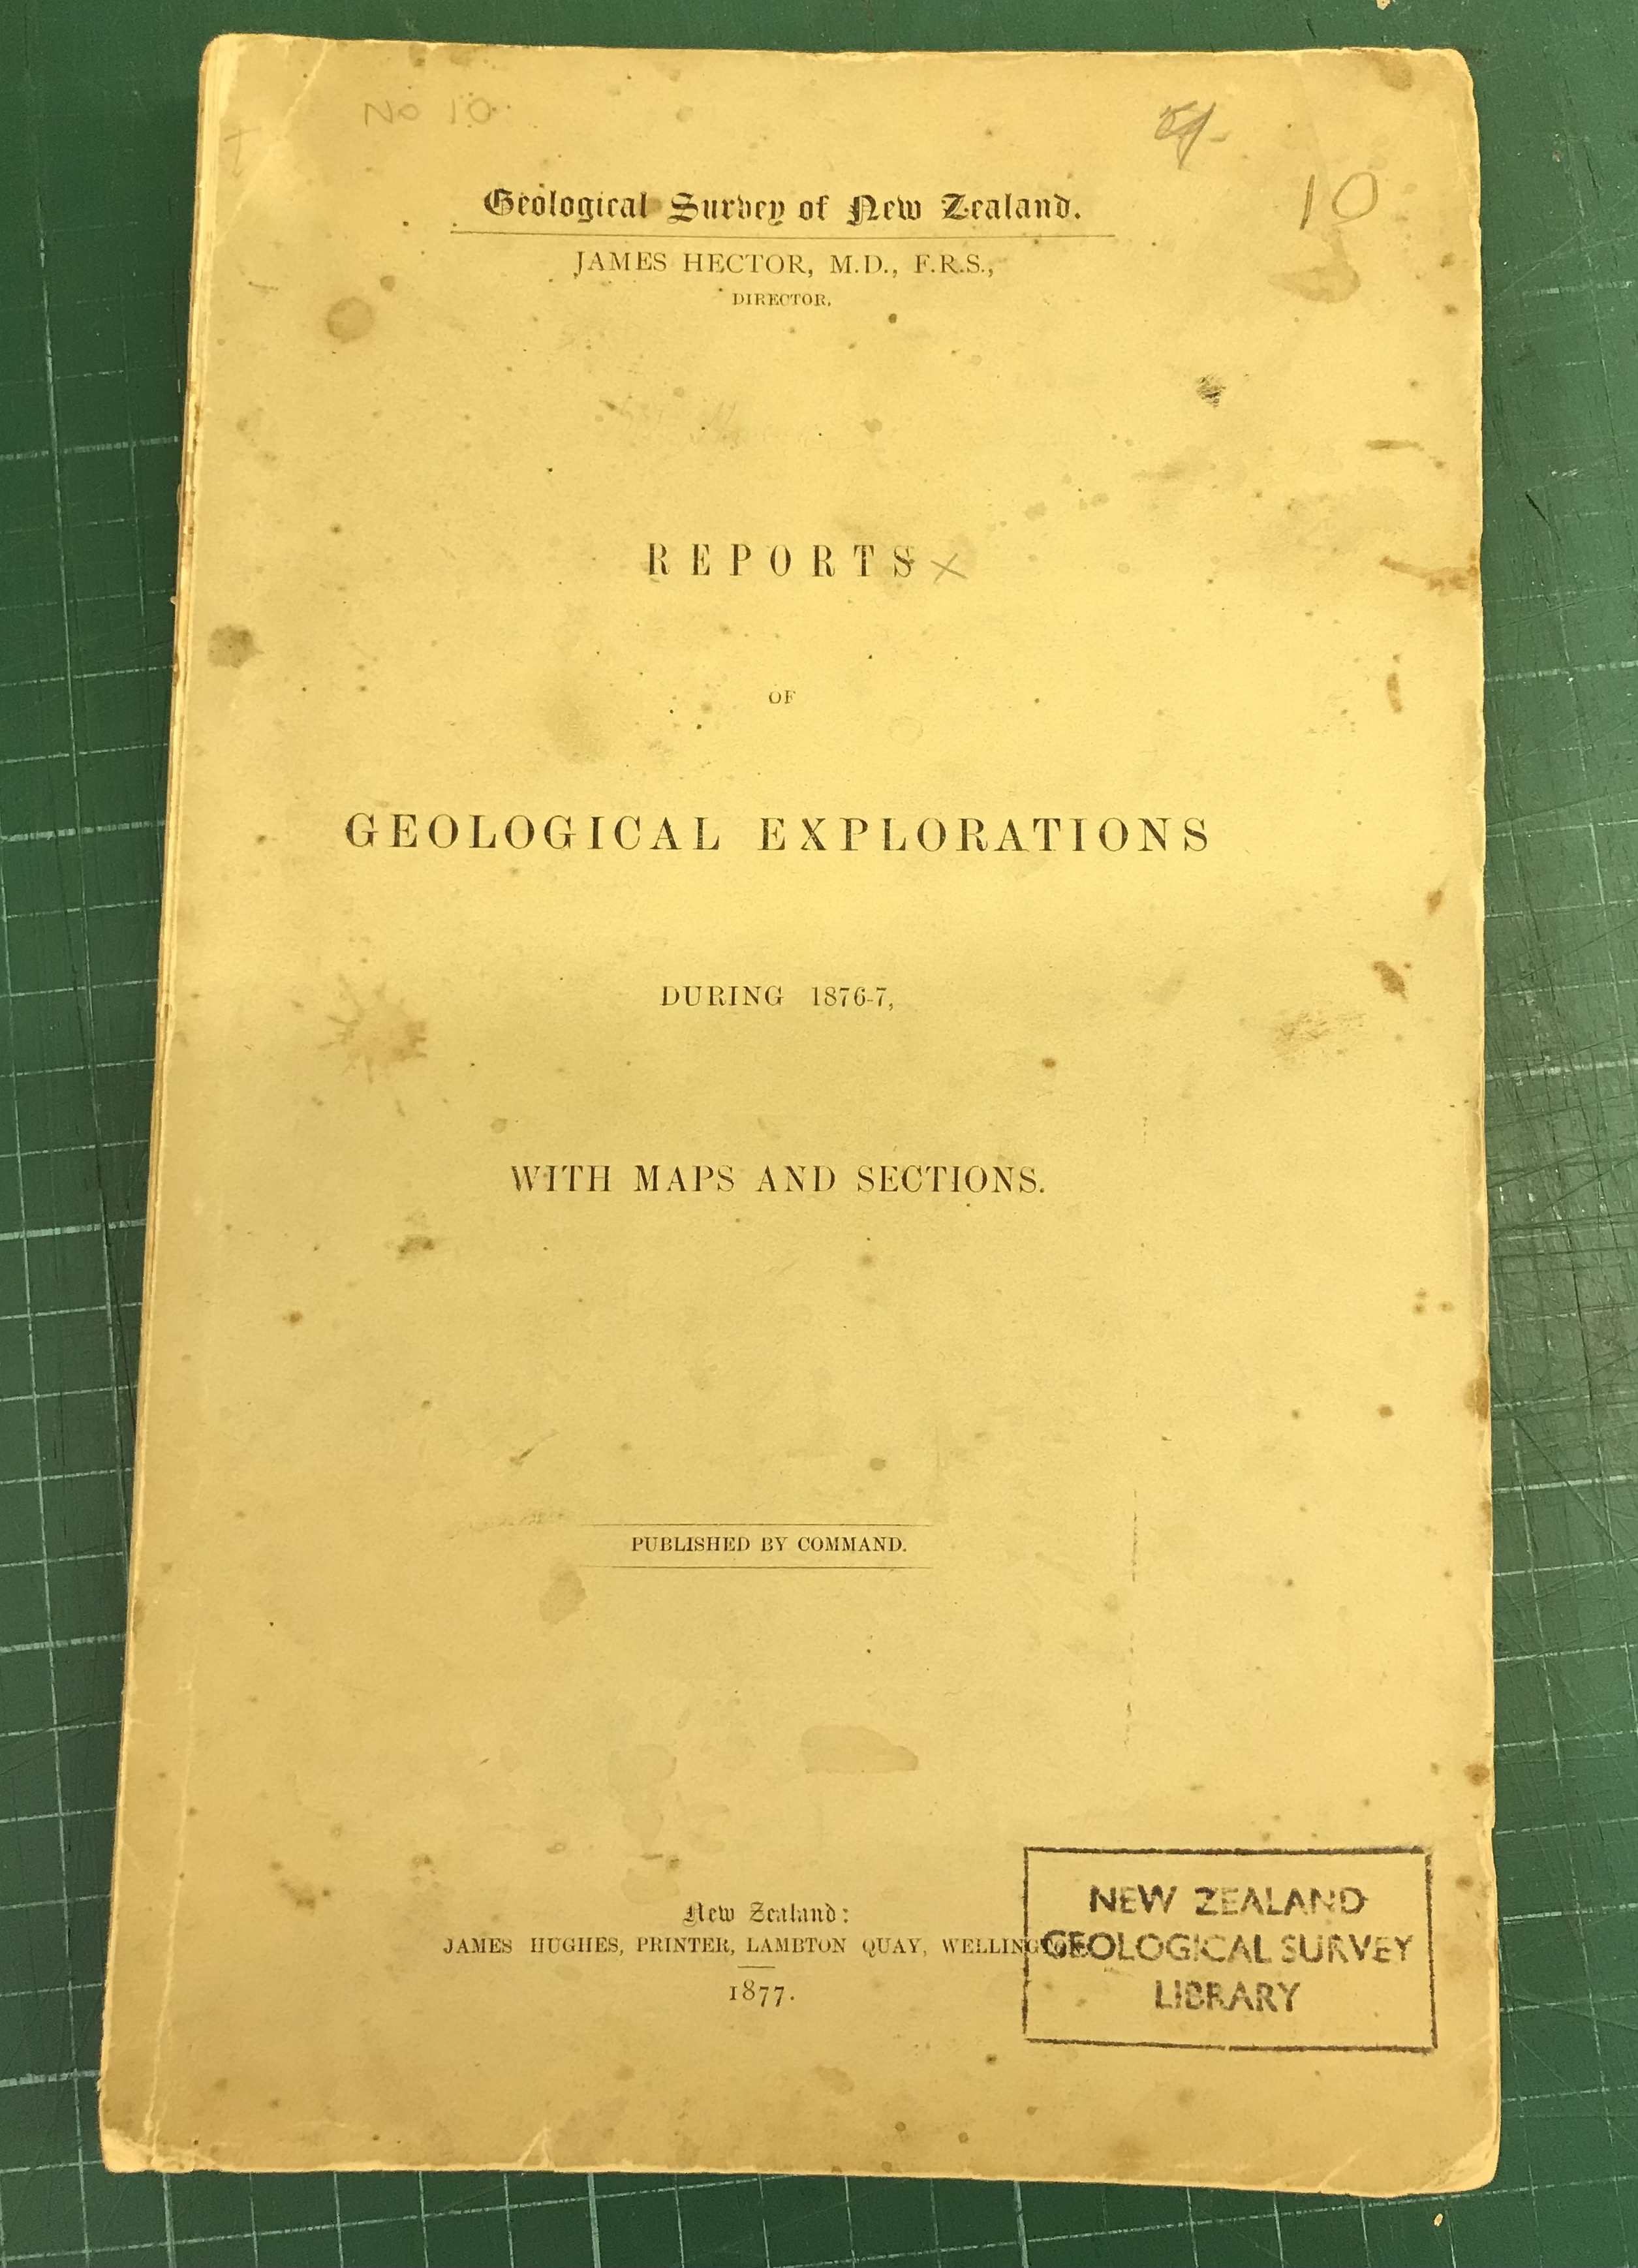 No 10
10
Geological Survey of New Zealand.
JAMES HECTOR, M.D., F.R.S.,
DIRECTOR.
REPORTS
OF
GEOLOGICAL EXPLORATIONS
DURING 1876-7,
WITH MAPS AND SECTIONS.
PUBLISHED BY COMMAND.
New Zealand:
JAMES HUGHES, PRINTER, LAMBTON QUAY,
1877.
NEW ZEALAND
GEOLOGICAL SURVEY
LIBRARY